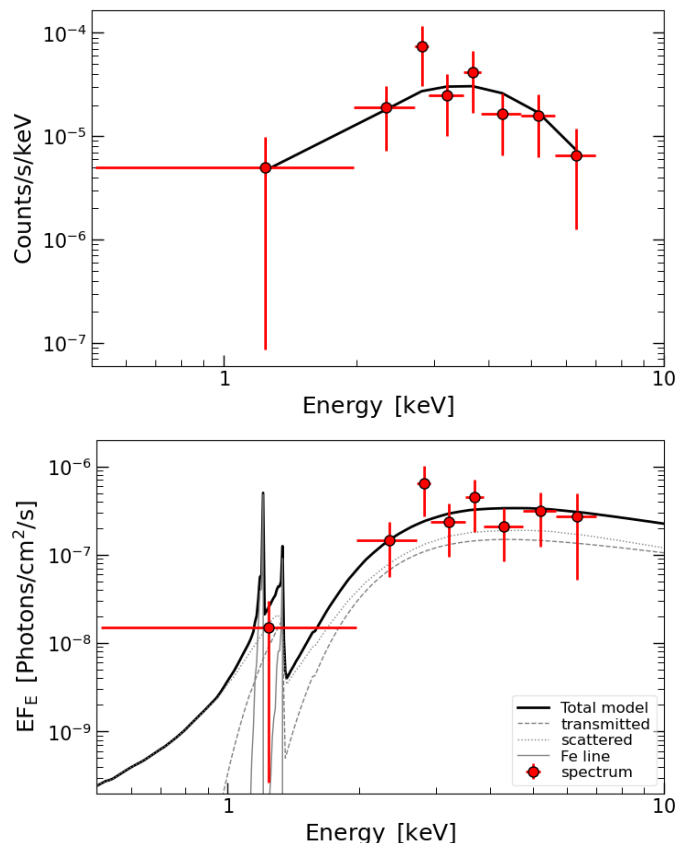 10⁻⁴
10⁻⁵
10⁻⁶
10⁻⁷
Counts/s/keV
1
10
Energy [keV]
10⁻⁶
10⁻⁷
10⁻⁸
10⁻⁹
EF_E [Photons/cm²/s]
Total model
transmitted
scattered
Fe line
spectrum
1
10
Energy [keV]